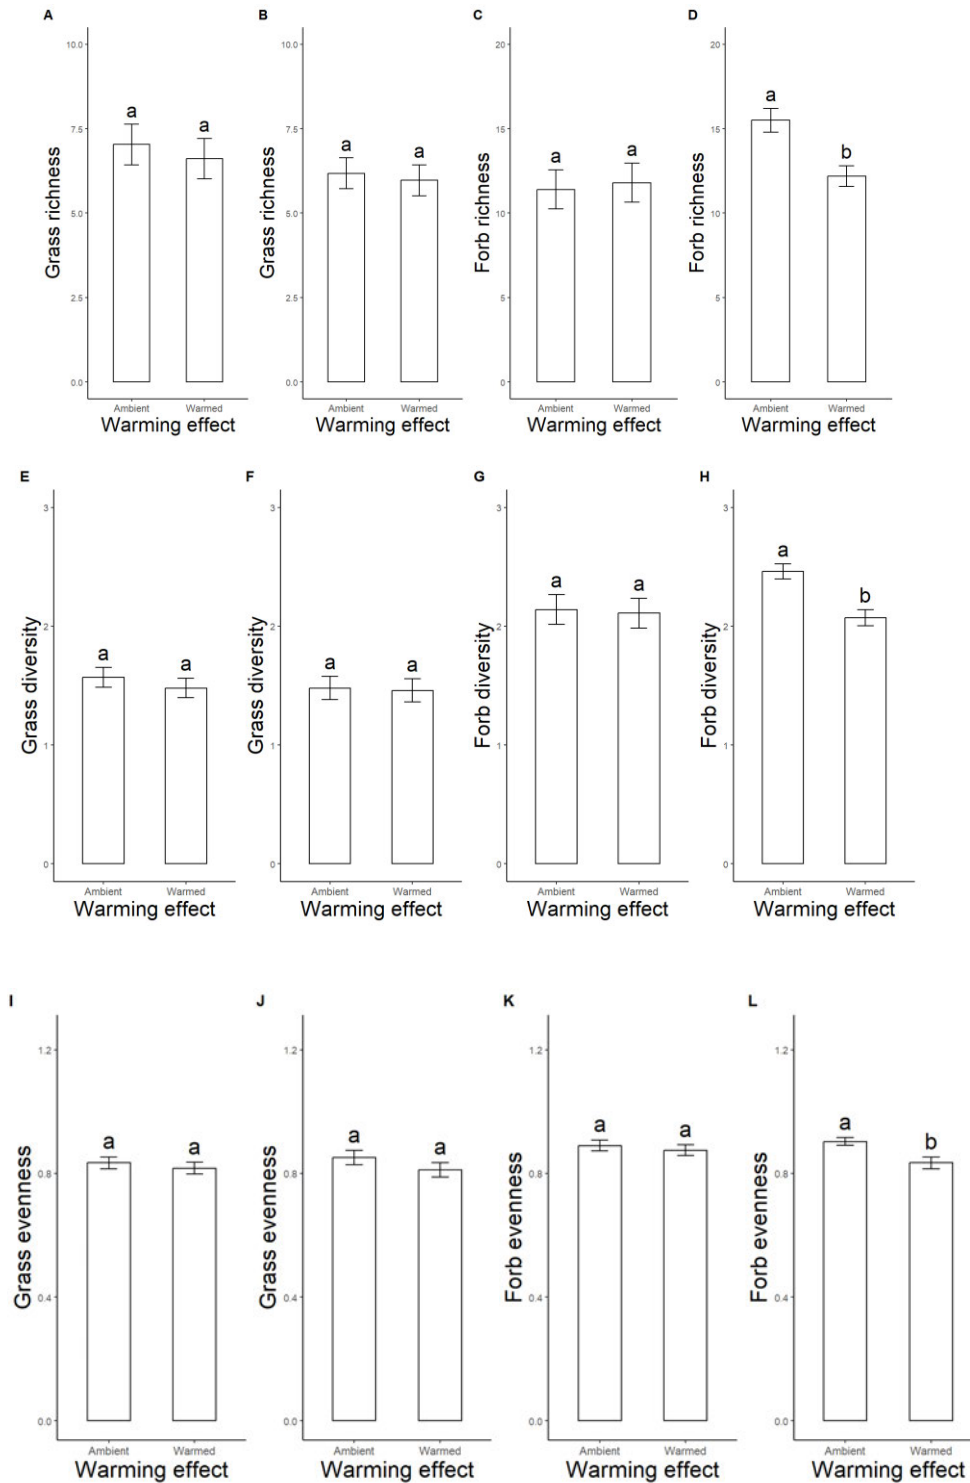 A B C D
10.0 10.0 20 20
a a a a a a a b
7.5 7.5 15 15
Grass richness Grass richness Forb richness Forb richness
5.0 5.0 10 10
2.5 2.5 5 5
0.0 0.0 0 0
Ambient Warmed Ambient Warmed Ambient Warmed Ambient Warmed
Warming effect Warming effect Warming effect Warming effect
E F G H
3 3 3 3
a a a a a a a b
2 2 2 2
Grass diversity Grass diversity Forb diversity Forb diversity
1 1 1 1
0 0 0 0
Ambient Warmed Ambient Warmed Ambient Warmed Ambient Warmed
Warming effect Warming effect Warming effect Warming effect
I J K L
1.2 1.2 1.2 1.2
a a a a a a a b
0.8 0.8 0.8 0.8
Grass evenness Grass evenness Forb evenness Forb evenness
0.4 0.4 0.4 0.4
0.0 0.0 0.0 0.0
Ambient Warmed Ambient Warmed Ambient Warmed Ambient Warmed
Warming effect Warming effect Warming effect Warming effect